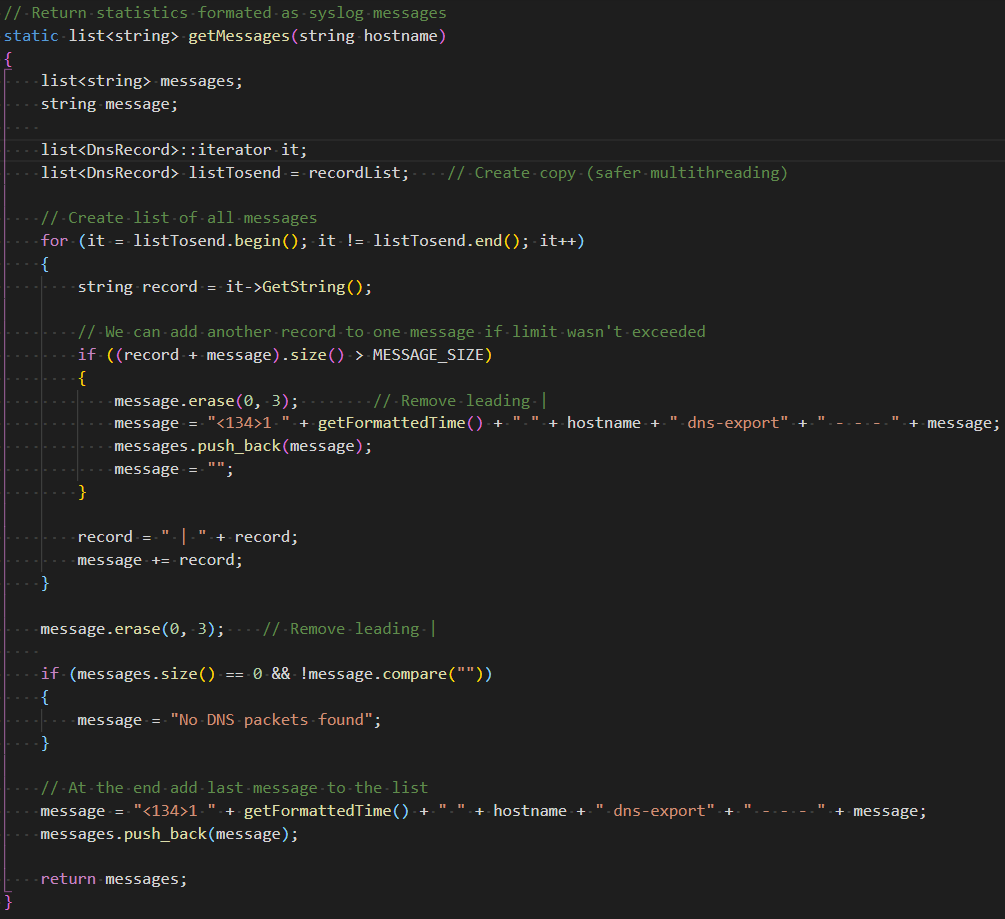 // Return statistics formated as syslog messages
static list<string> getMessages(string hostname)
{
    list<string> messages;
    string message;
    
    list<DnsRecord>::iterator it;
    list<DnsRecord> listTosend = recordList;    // Create copy (safer multithreading)

    // Create list of all messages
    for (it = listTosend.begin(); it != listTosend.end(); it++)
    {
        string record = it->GetString();

        // We can add another record to one message if limit wasn't exceeded
        if ((record + message).size() > MESSAGE_SIZE)
        {
            message.erase(0, 3);        // Remove leading |
            message = "<134>1 " + getFormattedTime() + " " + hostname + " dns-export" + " - - - " + message;
            messages.push_back(message);
            message = "";
        }

        record = " | " + record;
        message += record;
    }

    message.erase(0, 3);    // Remove leading |
    
    if (messages.size() == 0 && !message.compare(""))
    {
        message = "No DNS packets found";
    }

    // At the end add last message to the list
    message = "<134>1 " + getFormattedTime() + " " + hostname + " dns-export" + " - - - " + message;
    messages.push_back(message);

    return messages;
}